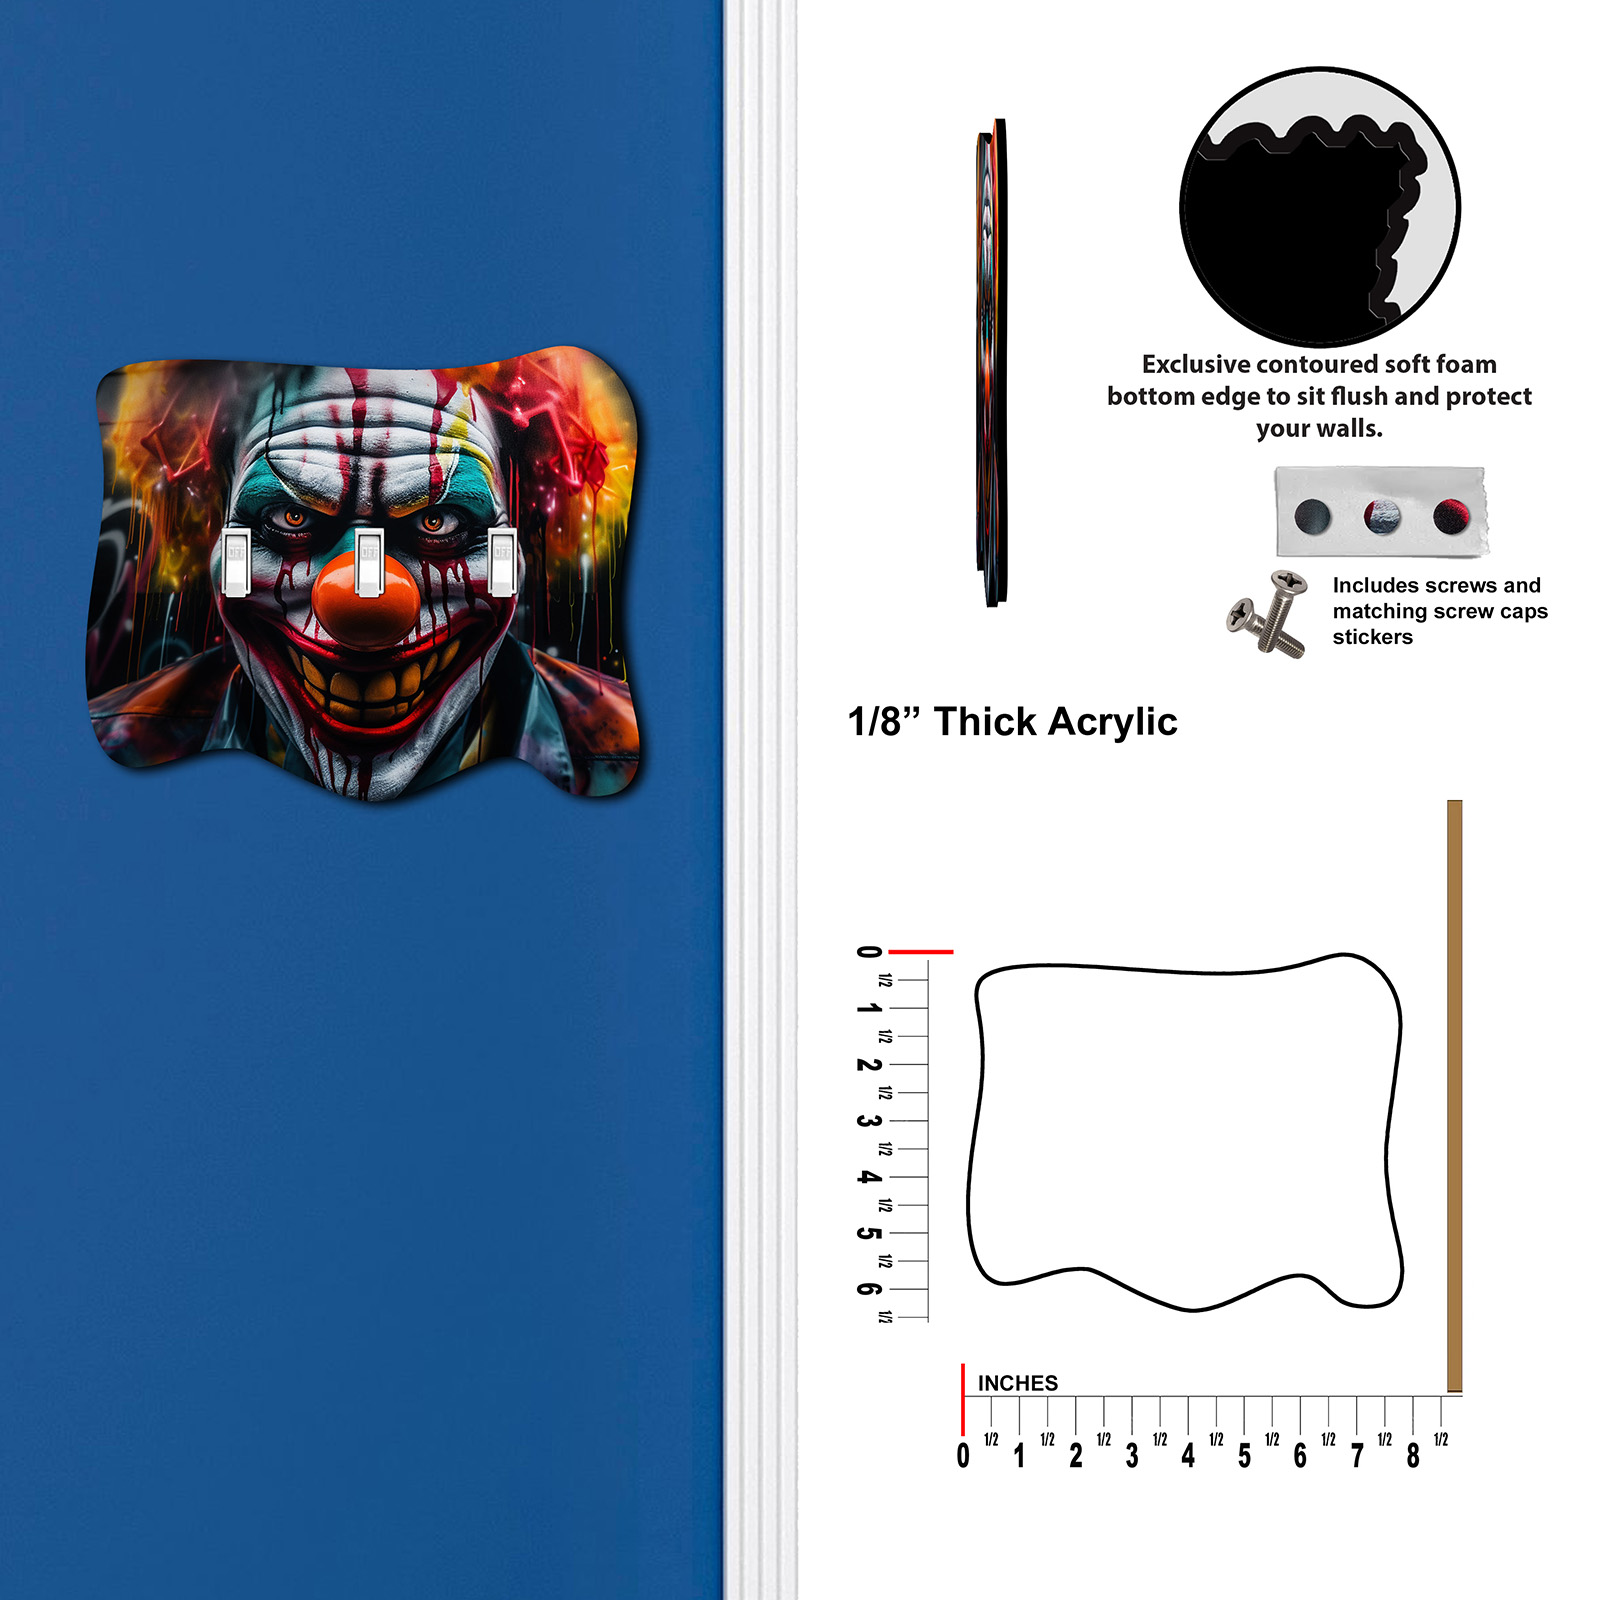 OFF OFF OFF
Exclusive contoured soft foam
bottom edge to sit flush and protect
your walls.
Includes screws and
matching screw caps
stickers
1/8” Thick Acrylic
0
1/2
1
1/2
2
1/2
3
1/2
4
1/2
5
1/2
6
1/2
INCHES
0 1/2 1 1/2 2 1/2 3 1/2 4 1/2 5 1/2 6 1/2 7 1/2 8 1/2